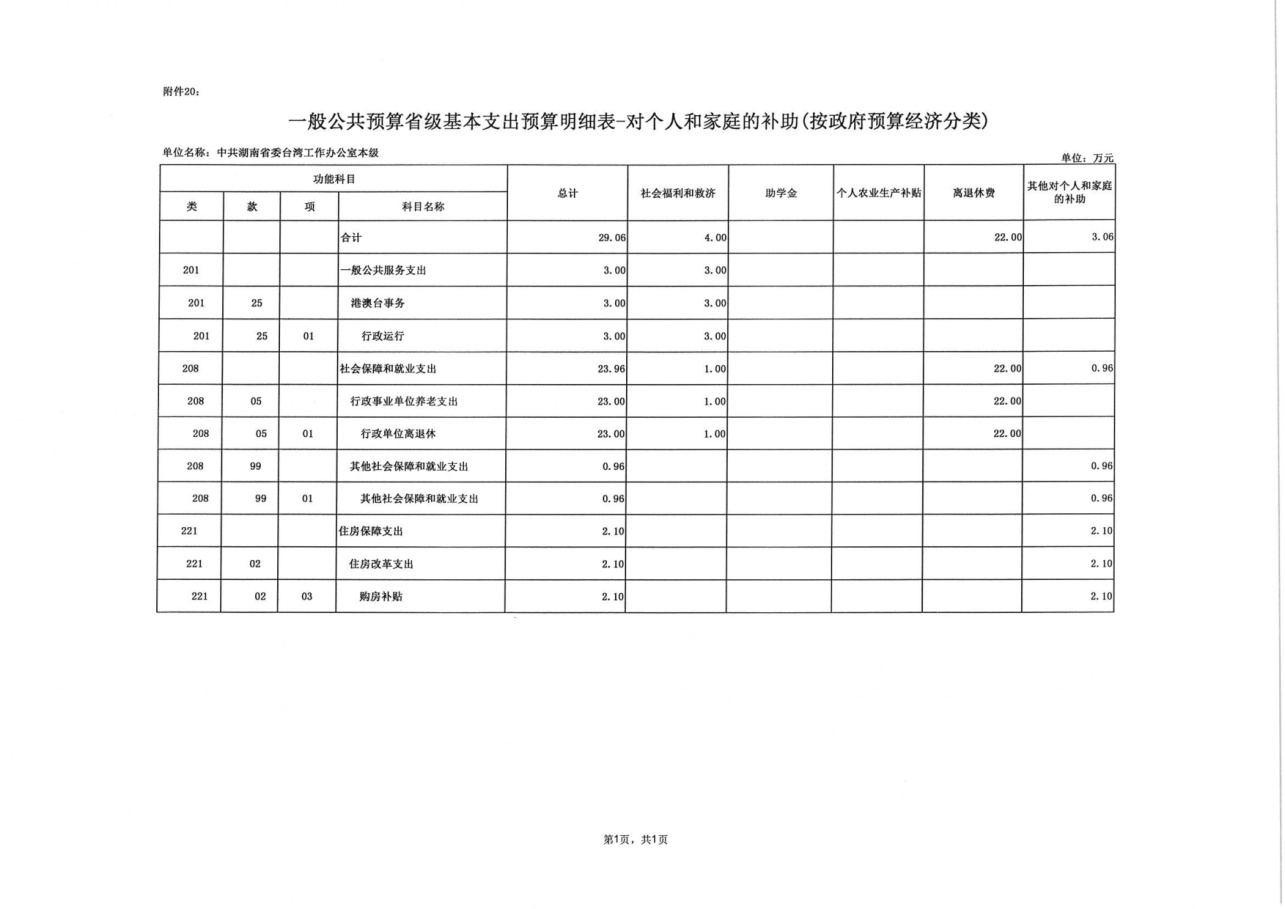 附件20:
一般公共预算省级基本支出预算明细表-对个人和家庭的补助(按政府预算经济分类)
单位名称：中共湖南省委台湾工作办公室本级 单位：万元
功能科目 总计 社会福利和救济 助学金 个人农业生产补贴 离退休费 其他对个人和家庭
的补助
类 款 项 科目名称
合计 29.06 4.00 22.00 3.06
201 一般公共服务支出 3.00 3.00
201 25 港澳台事务 3.00 3.00
201 25 01 行政运行 3.00 3.00
208 社会保障和就业支出 23.96 1.00 22.00 0.96
208 05 行政事业单位养老支出 23.00 1.00 22.00
208 05 01 行政单位离退休 23.00 1.00 22.00
208 99 其他社会保障和就业支出 0.96 0.96
208 99 01 其他社会保障和就业支出 0.96 0.96
221 住房保障支出 2.10 2.10
221 02 住房改革支出 2.10 2.10
221 02 03 购房补贴 2.10 2.10
第1页，共1页